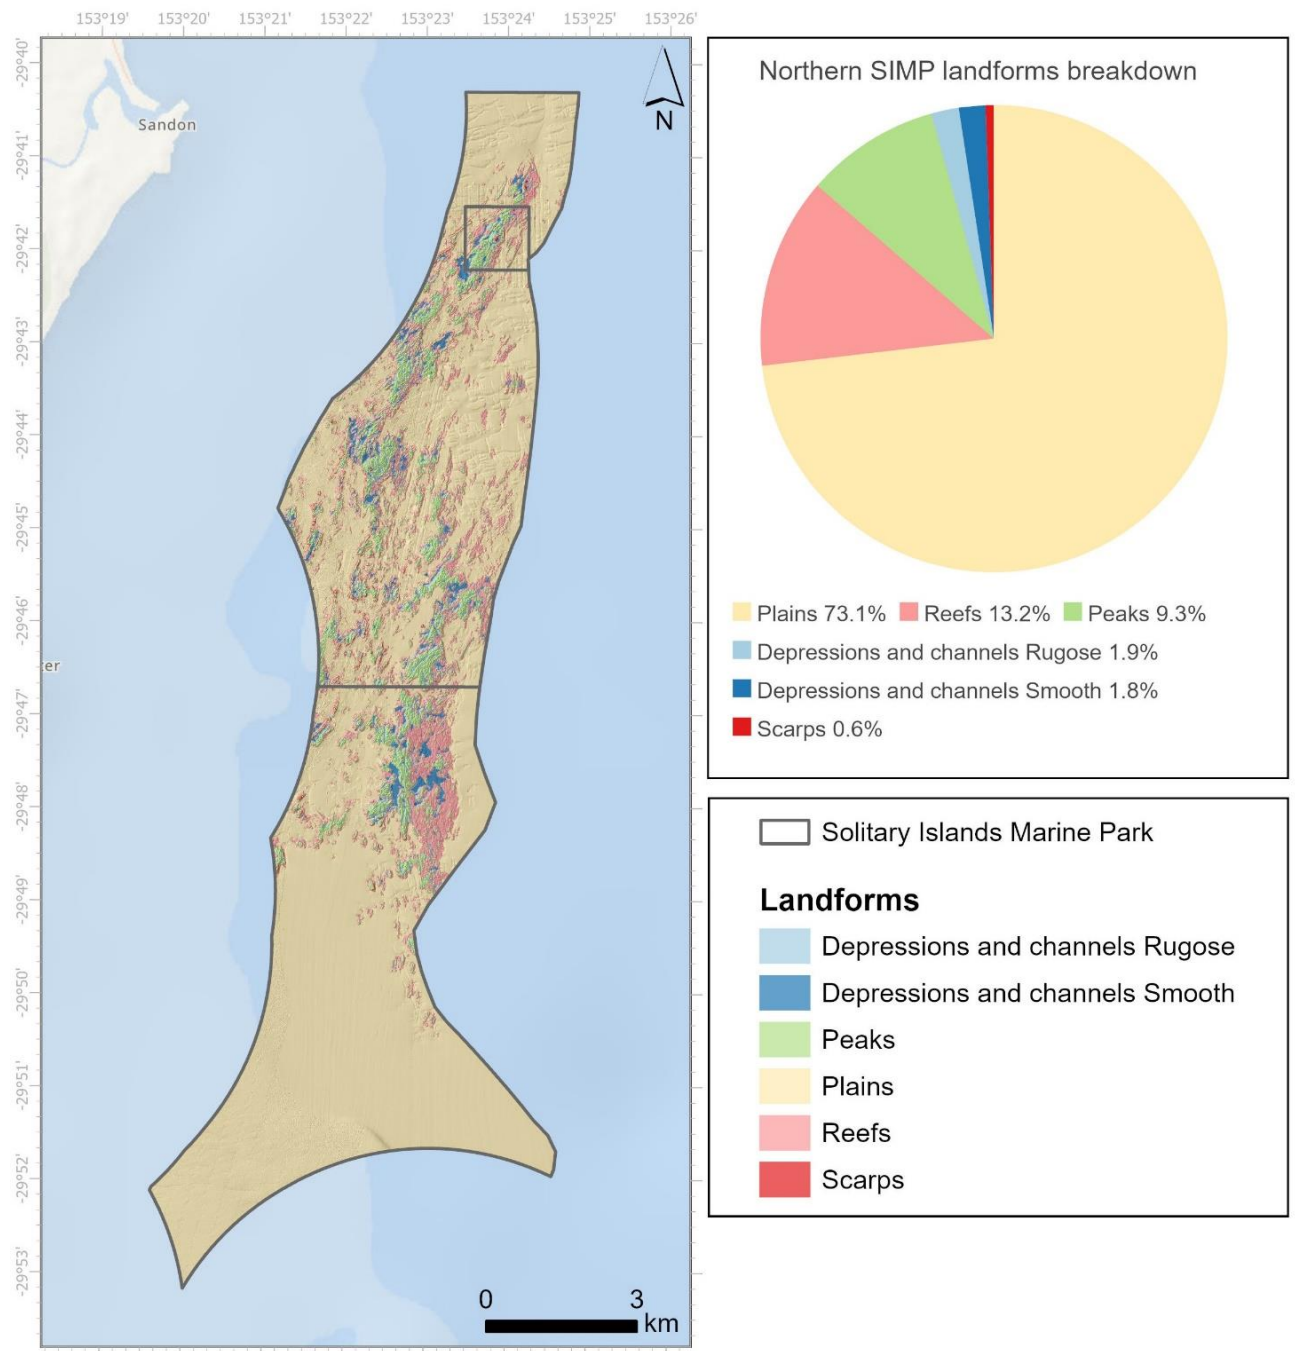 153°19' 153°20' 153°21' 153°22' 153°23' 153°24' 153°25' 153°26'
-29°40'
-29°41'
-29°42'
-29°43'
-29°44'
-29°45'
-29°46'
-29°47'
-29°48'
-29°49'
-29°50'
-29°51'
-29°52'
-29°53'
N
Sandon
ter
0 3
km
Northern SIMP landforms breakdown
Plains 73.1% Reefs 13.2% Peaks 9.3%
Depressions and channels Rugose 1.9%
Depressions and channels Smooth 1.8%
Scarps 0.6%
Solitary Islands Marine Park
Landforms
Depressions and channels Rugose
Depressions and channels Smooth
Peaks
Plains
Reefs
Scarps